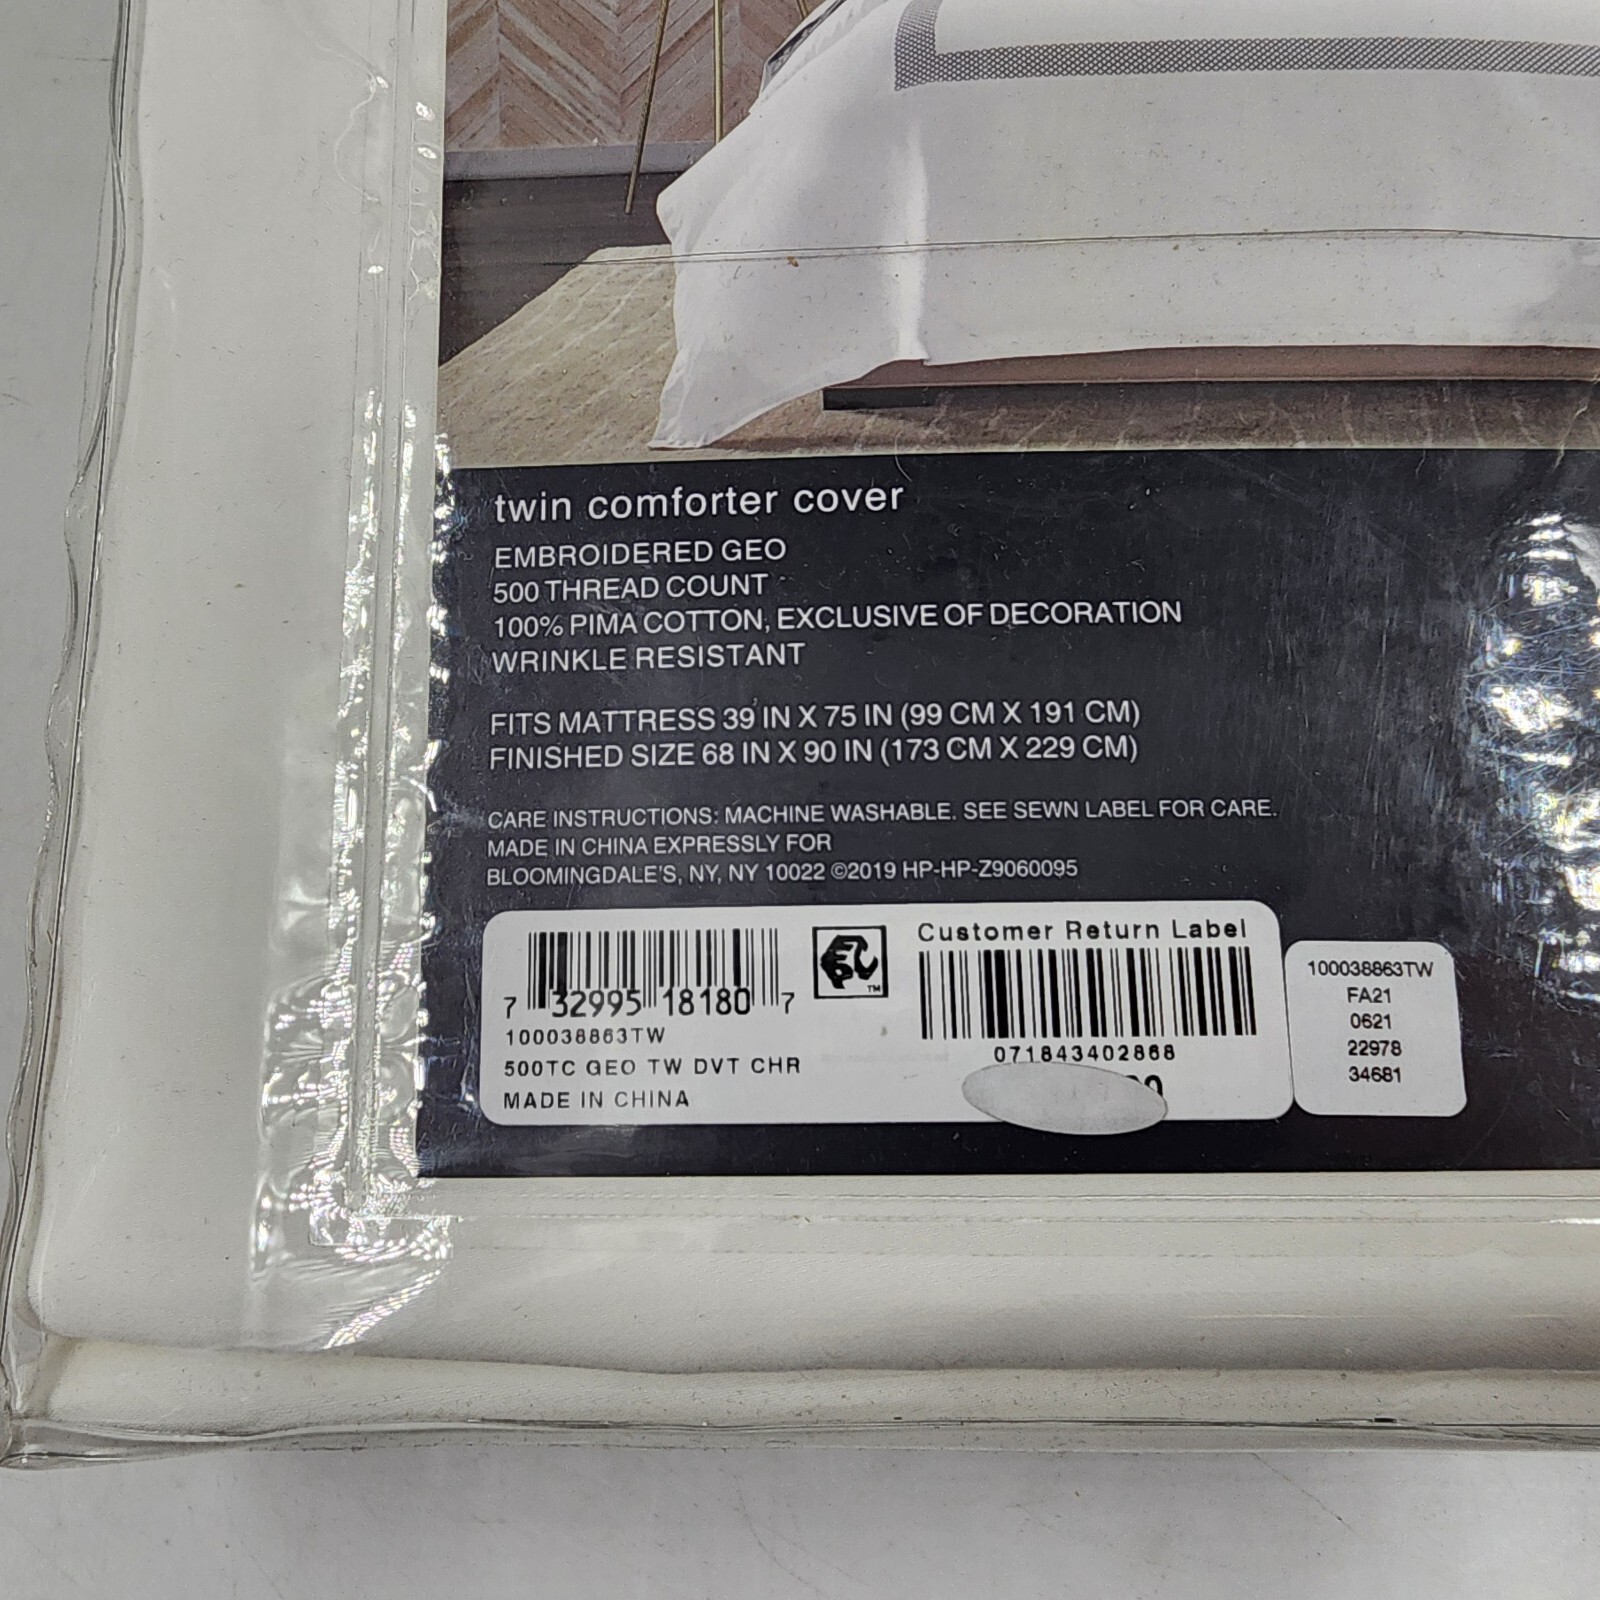 twin comforter cover
EMBROIDERED GEO
500 THREAD COUNT
100% PIMA COTTON, EXCLUSIVE OF DECORATION
WRINKLE RESISTANT
FITS MATTRESS 39 IN X 75 IN (99 CM X 191 CM)
FINISHED SIZE 68 IN X 90 IN (173 CM X 229 CM)
CARE INSTRUCTIONS: MACHINE WASHABLE. SEE SEWN LABEL FOR CARE.
MADE IN CHINA EXPRESSLY FOR
BLOOMINGDALE'S, NY, NY 10022 ©2019 HP-HP-Z9060095
7 32995 18180 7
100038863TW
500TC GEO TW DVT CHR
MADE IN CHINA
TM
Customer Return Label
071843402868
100038863TW
FA21
0621
22978
34681